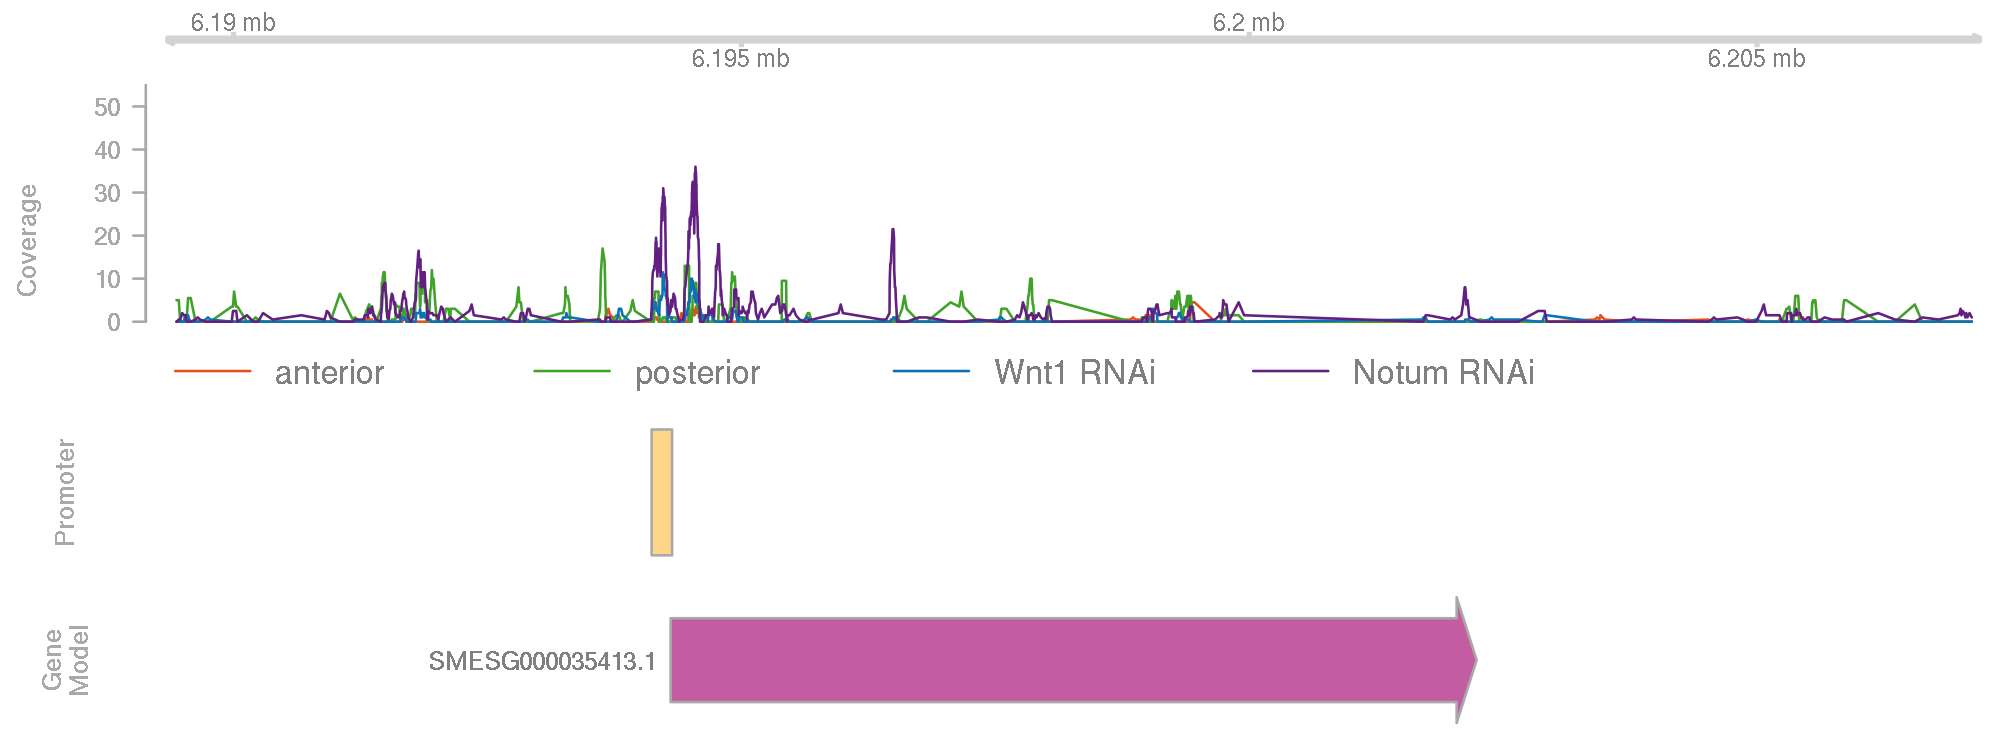 6.19 mb
6.2 mb
6.195 mb
6.205 mb
Coverage
50
40
30
20
10
0
anterior
posterior
Wnt1 RNAi
Notum RNAi
Promoter
Gene
Model
SMESG000035413.1